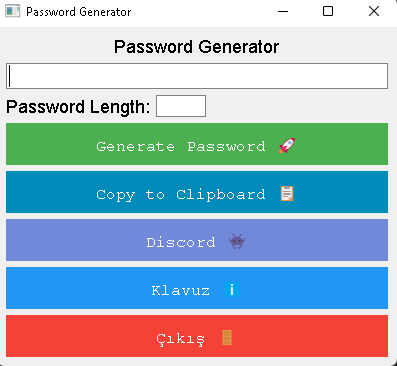 Password Generator
Password Generator
Password Length:
Generate Password 🚀
Copy to Clipboard 📋
Discord 👾
Klavuz ℹ️
Çıkış 🚪